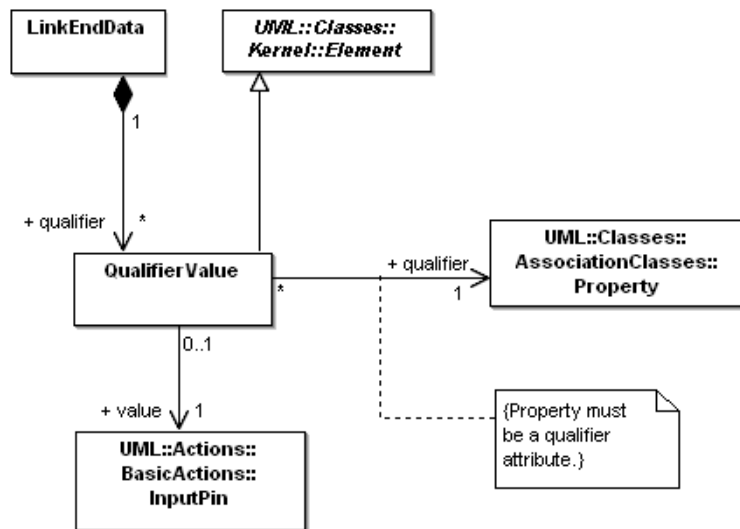 LinkEndData
UML::Classes::
Kernel::Element
1
+ qualifier
*
QualifierValue
*
+ qualifier
1
UML::Classes::
AssociationClasses::
Property
0..1
+ value
1
UML::Actions::
BasicActions::
InputPin
{Property must
be a qualifier
attribute.}